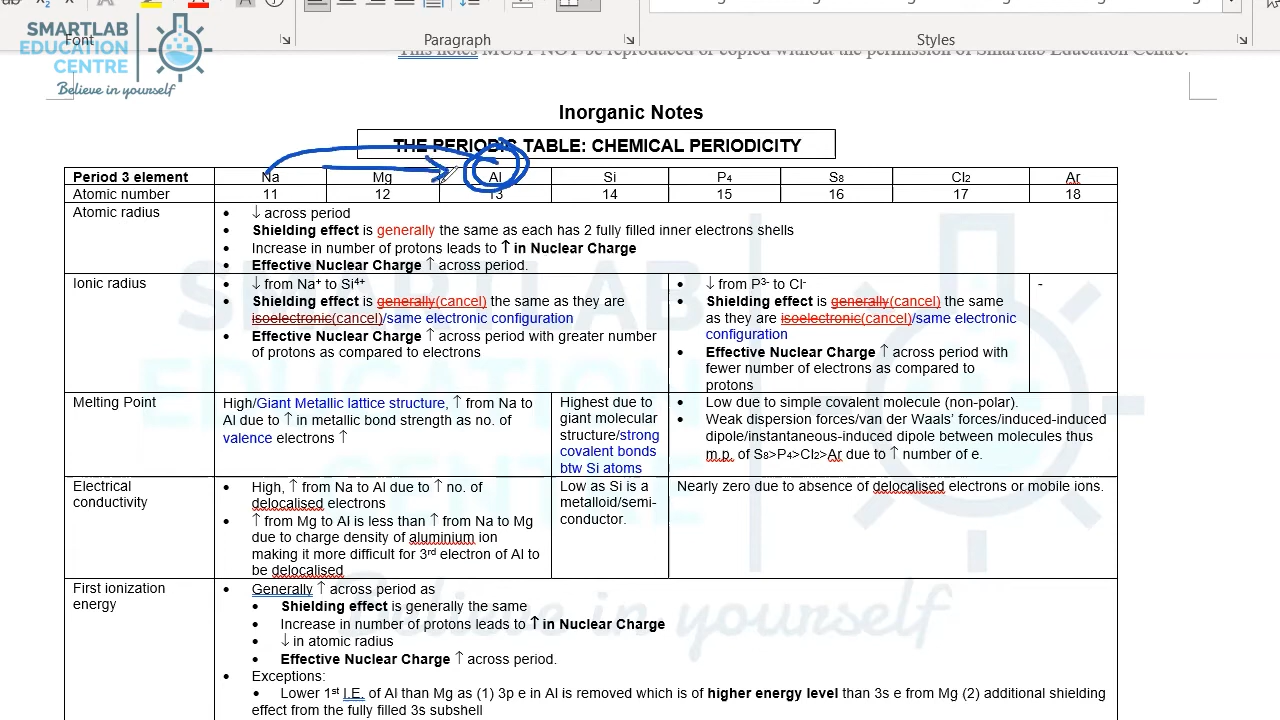 SMARTLAB
EDUCATION
CENTRE
Believe in yourself
Font
Paragraph
Styles
This notes MUST NOT be reproduced or copied without the permission of Smartlab Education Centre.
Inorganic Notes
THE PERIODIC TABLE: CHEMICAL PERIODICITY
Period 3 element Na Mg Al Si P₄ S₈ Cl₂ Ar
Atomic number 11 12 13 14 15 16 17 18
Atomic radius
• ↓ across period
• Shielding effect is generally the same as each has 2 fully filled inner electrons shells
• Increase in number of protons leads to ↑ in Nuclear Charge
• Effective Nuclear Charge ↑ across period.
Ionic radius
• ↓ from Na⁺ to Si⁴⁺
• Shielding effect is generally(cancel) the same as they are
isoelectronic(cancel)/same electronic configuration
• Effective Nuclear Charge ↑ across period with greater number
of protons as compared to electrons
• ↓ from P³⁻ to Cl⁻
• Shielding effect is generally(cancel) the same
as they are isoelectronic(cancel)/same electronic
configuration
• Effective Nuclear Charge ↑ across period with
fewer number of electrons as compared to
protons
-
Melting Point
High/Giant Metallic lattice structure, ↑ from Na to
Al due to ↑ in metallic bond strength as no. of
valence electrons ↑
Highest due to
giant molecular
structure/strong
covalent bonds
btw Si atoms
• Low due to simple covalent molecule (non-polar).
• Weak dispersion forces/van der Waals’ forces/induced-induced
dipole/instantaneous-induced dipole between molecules thus
m.p. of S₈>P₄>Cl₂>Ar due to ↑ number of e.
Electrical
conductivity
• High, ↑ from Na to Al due to ↑ no. of
delocalised electrons
• ↑ from Mg to Al is less than ↑ from Na to Mg
due to charge density of aluminium ion
making it more difficult for 3rd electron of Al to
be delocalised
Low as Si is a
metalloid/semi-
conductor.
Nearly zero due to absence of delocalised electrons or mobile ions.
First ionization
energy
• Generally ↑ across period as
• Shielding effect is generally the same
• Increase in number of protons leads to ↑ in Nuclear Charge
• ↓ in atomic radius
• Effective Nuclear Charge ↑ across period.
• Exceptions:
• Lower 1st I.E. of Al than Mg as (1) 3p e in Al is removed which is of higher energy level than 3s e from Mg (2) additional shielding
effect from the fully filled 3s subshell
SMARTLAB
EDUCATION
CENTRE
Believe in yourself